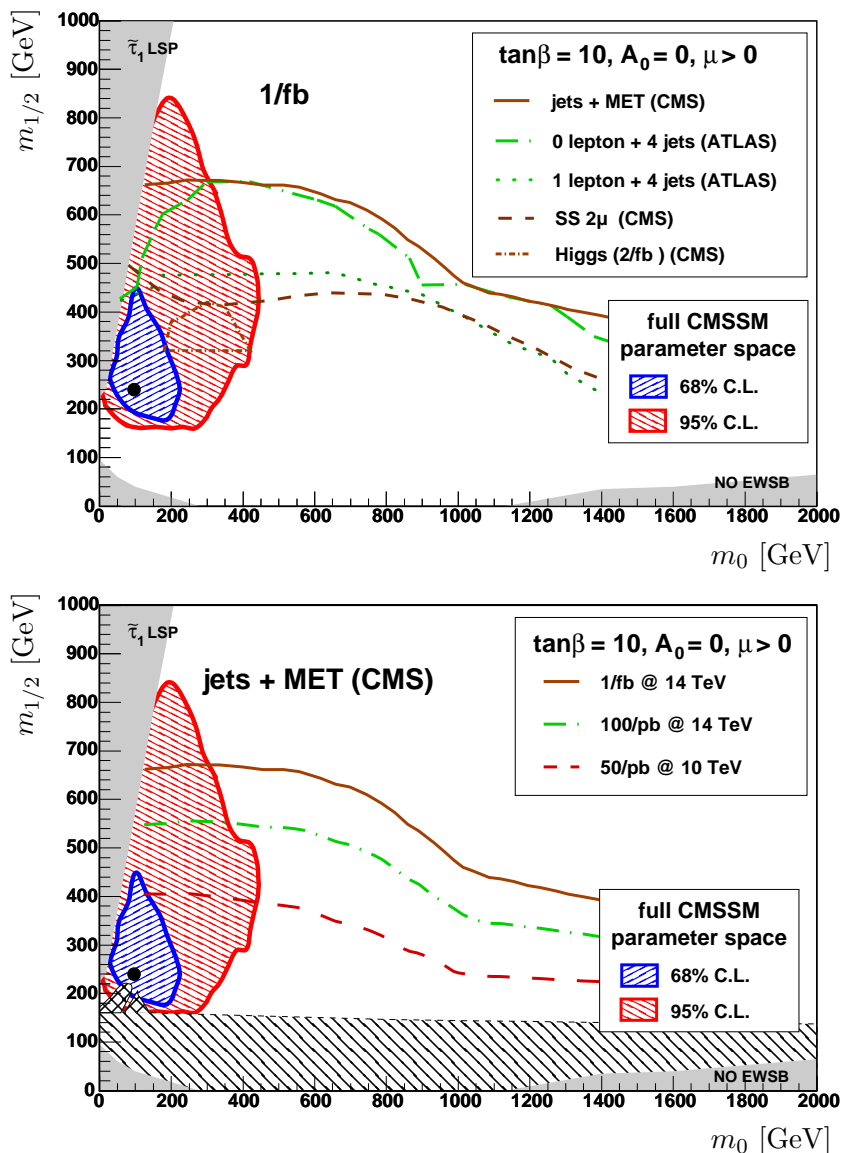 m₁/₂ [GeV]
1000
900
800
700
600
500
400
300
200
100
0
τ̃₁ LSP
1/fb
tanβ = 10, A₀ = 0, μ > 0
jets + MET (CMS)
0 lepton + 4 jets (ATLAS)
1 lepton + 4 jets (ATLAS)
SS 2μ (CMS)
Higgs (2/fb ) (CMS)
full CMSSM
parameter space
68% C.L.
95% C.L.
NO EWSB
0 200 400 600 800 1000 1200 1400 1600 1800 2000
m₀ [GeV]
m₁/₂ [GeV]
1000
900
800
700
600
500
400
300
200
100
0
τ̃₁ LSP
jets + MET (CMS)
tanβ = 10, A₀ = 0, μ > 0
1/fb @ 14 TeV
100/pb @ 14 TeV
50/pb @ 10 TeV
full CMSSM
parameter space
68% C.L.
95% C.L.
NO EWSB
0 200 400 600 800 1000 1200 1400 1600 1800 2000
m₀ [GeV]